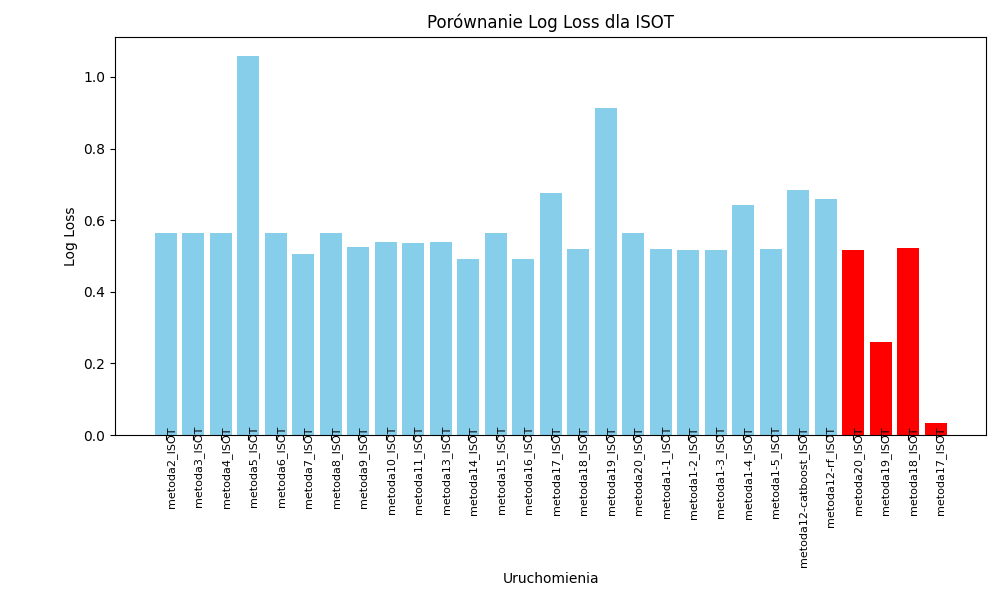 Porównanie Log Loss dla ISOT
Log Loss
1.0
0.8
0.6
0.4
0.2
0.0
metoda2_ISOT
metoda3_ISOT
metoda4_ISOT
metoda5_ISOT
metoda6_ISOT
metoda7_ISOT
metoda8_ISOT
metoda9_ISOT
metoda10_ISOT
metoda11_ISOT
metoda13_ISOT
metoda14_ISOT
metoda15_ISOT
metoda16_ISOT
metoda17_ISOT
metoda18_ISOT
metoda19_ISOT
metoda20_ISOT
metoda1-1_ISOT
metoda1-2_ISOT
metoda1-3_ISOT
metoda1-4_ISOT
metoda1-5_ISOT
metoda12-catboost_ISOT
metoda12-rf_ISOT
metoda20_ISOT
metoda19_ISOT
metoda18_ISOT
metoda17_ISOT
Uruchomienia